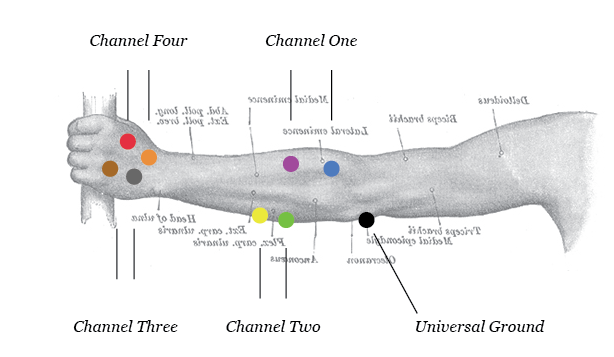 Channel Four
Channel One
Medial eminence
Deltoideus
Abd. poll. long.
Ext. poll. brev.
Lateral eminence
Biceps brachii
Head of ulna
Ext. carp. ulnaris
Flex. carp. ulnaris
Anconæus
Olecranon
Medial epicondyle
Triceps brachii
Channel Three
Channel Two
Universal Ground